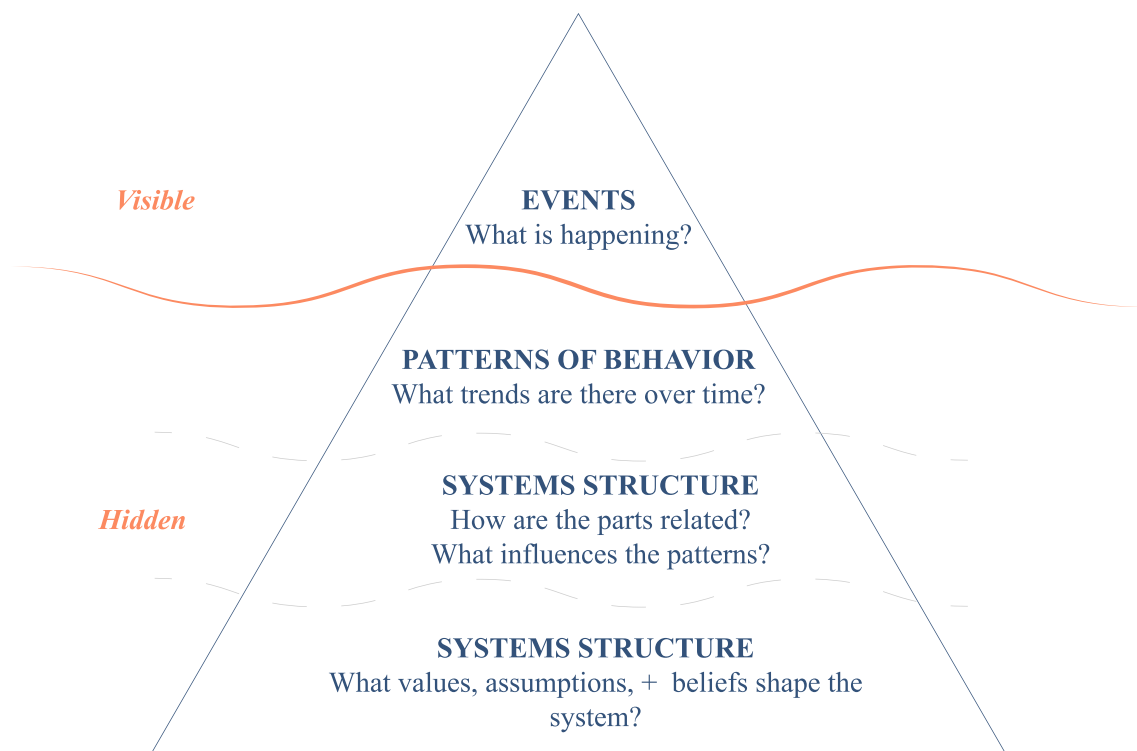 Visible
EVENTS
What is happening?
PATTERNS OF BEHAVIOR
What trends are there over time?
Hidden
SYSTEMS STRUCTURE
How are the parts related?
What influences the patterns?
SYSTEMS STRUCTURE
What values, assumptions, +  beliefs shape the
system?